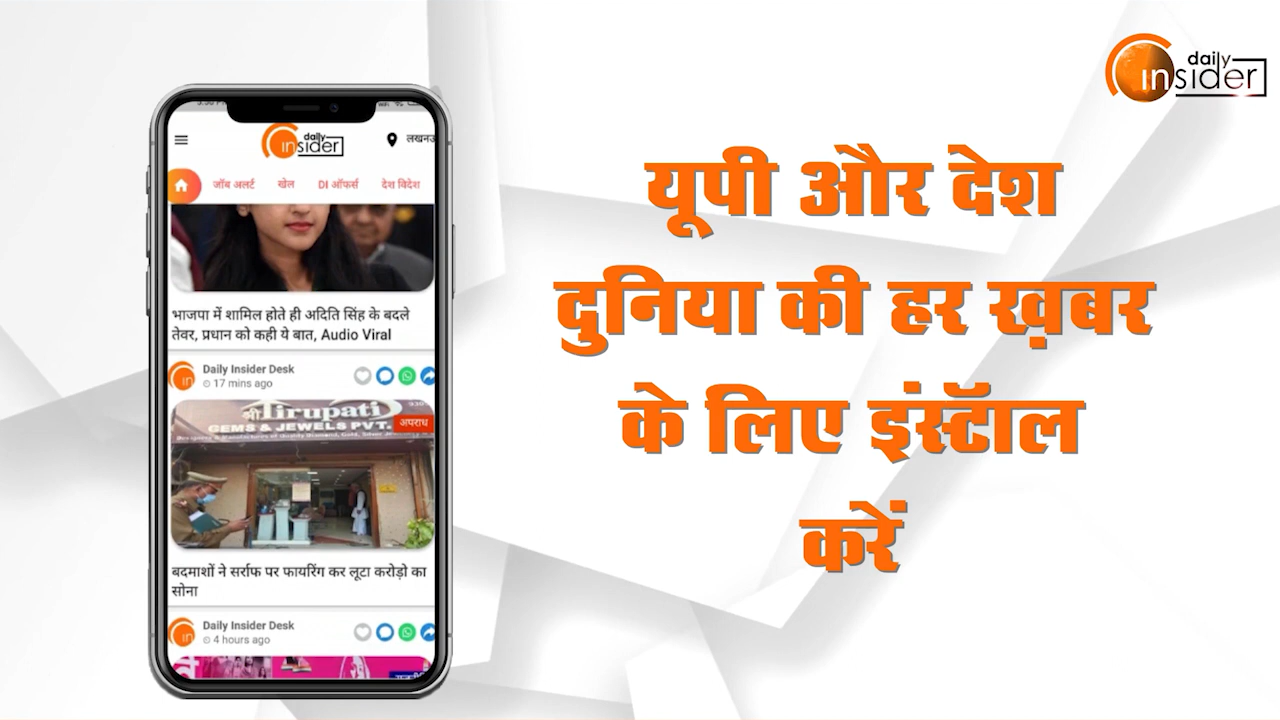 daily
insider
यूपी और देश
दुनिया की हर ख़बर
के लिए इंस्टॉल
करें
daily
insider
जॉब अलर्ट खेल DI ऑफर्स देश विदेश
भाजपा में शामिल होते ही अदिति सिंह के बदले
तेवर, प्रधान को कही ये बात, Audio Viral
Daily Insider Desk
17 mins ago
श्री Tirupati
GEMS & JEWELS PVT.
अपराध
बदमाशों ने सर्राफ पर फायरिंग कर लूटा करोड़ो का
सोना
Daily Insider Desk
4 hours ago